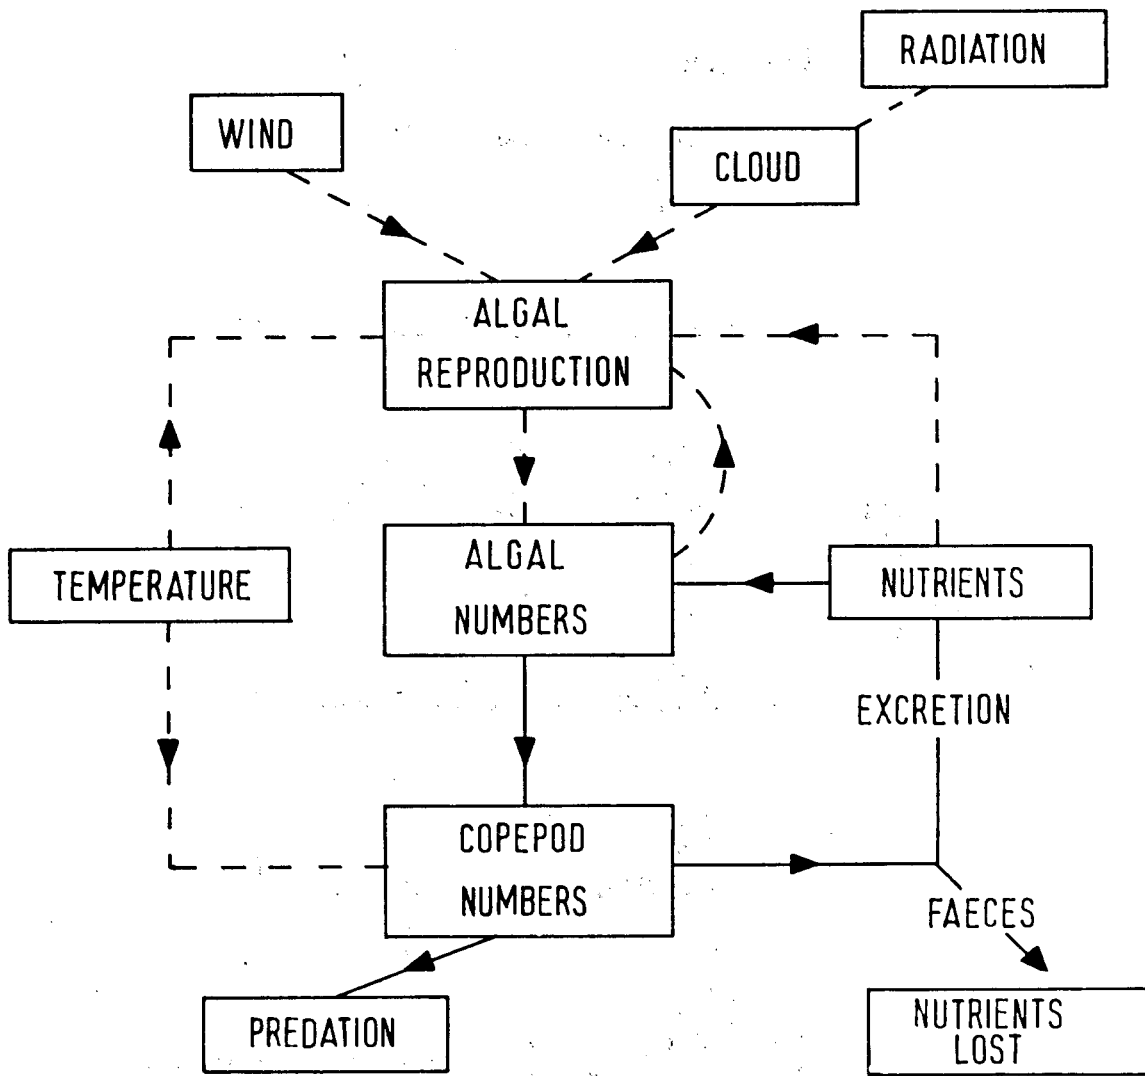 RADIATION
WIND
CLOUD
ALGAL
REPRODUCTION
ALGAL
NUMBERS
TEMPERATURE
NUTRIENTS
EXCRETION
COPEPOD
NUMBERS
FAECES
PREDATION
NUTRIENTS
LOST